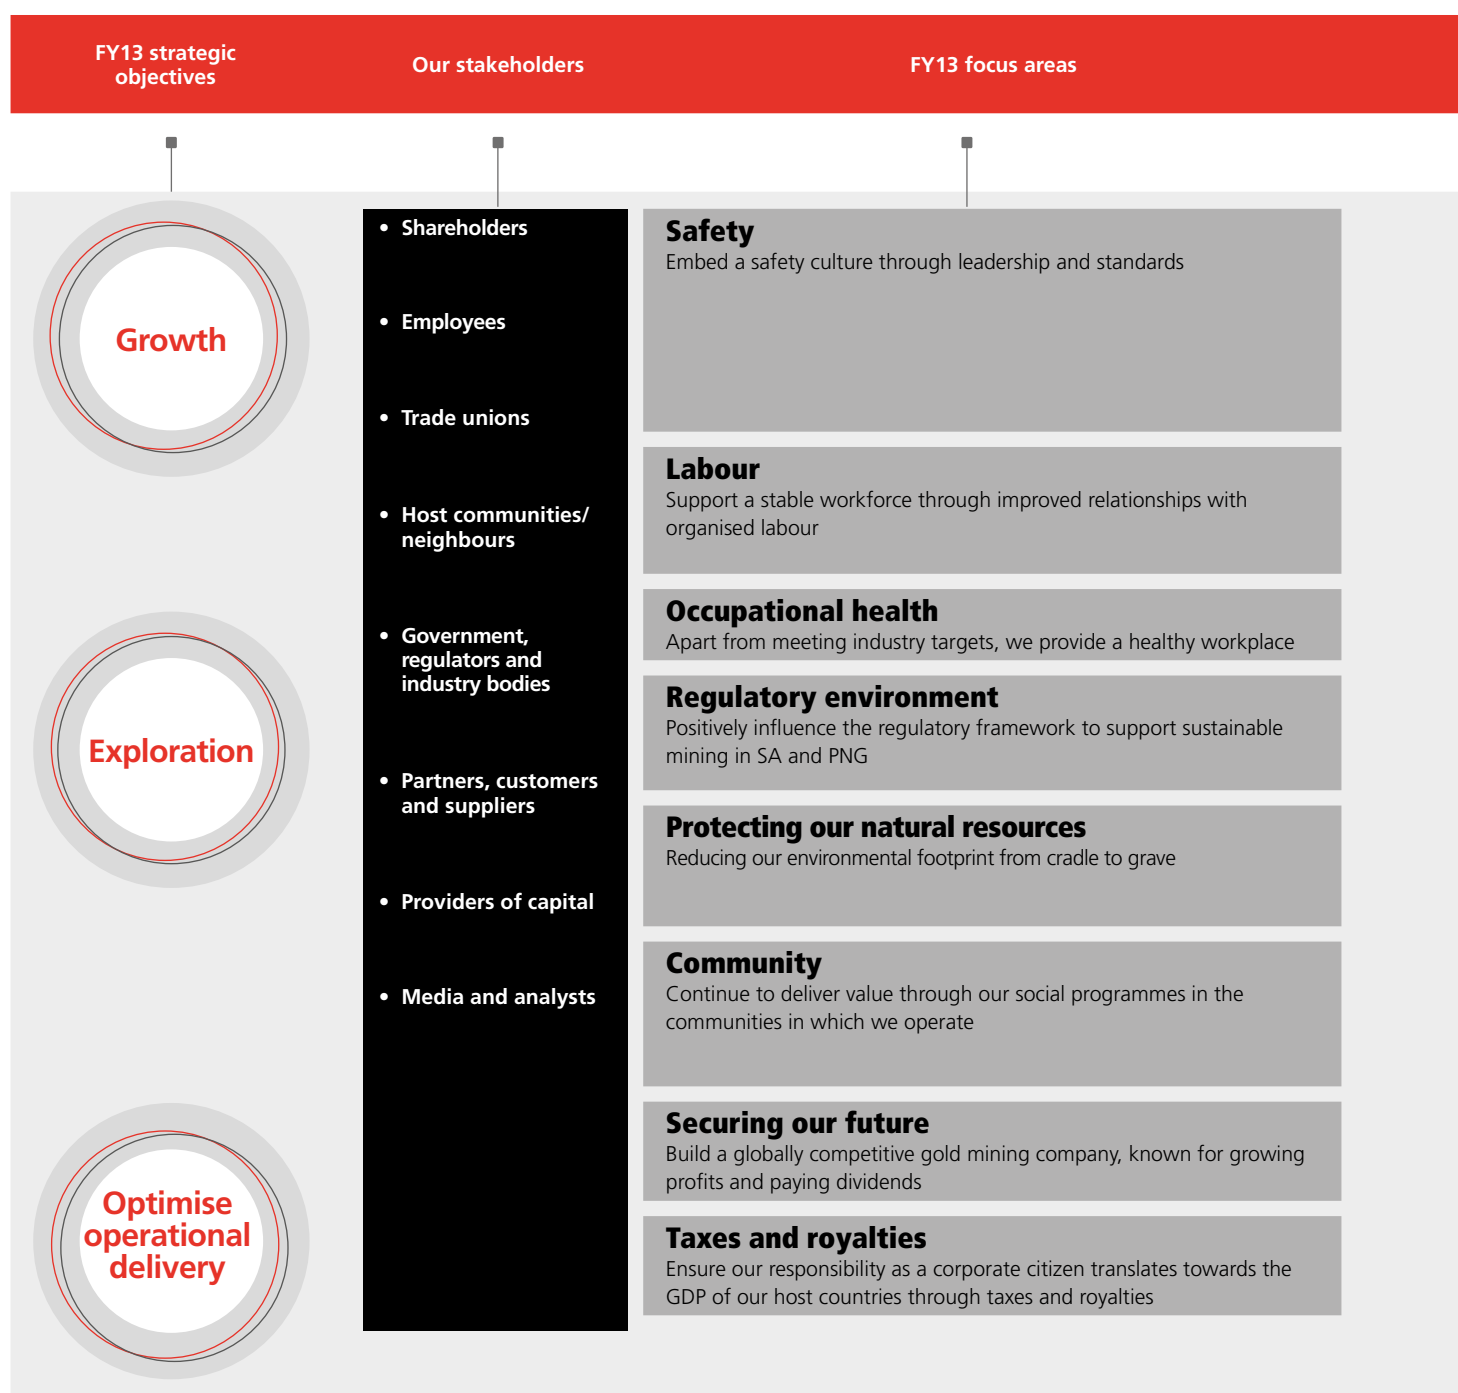 FY13 strategic
objectives
Our stakeholders
FY13 focus areas
Growth
Exploration
Optimise
operational
delivery
• Shareholders
• Employees
• Trade unions
• Host communities/
neighbours
• Government,
regulators and
industry bodies
• Partners, customers
and suppliers
• Providers of capital
• Media and analysts
Safety
Embed a safety culture through leadership and standards
Labour
Support a stable workforce through improved relationships with
organised labour
Occupational health
Apart from meeting industry targets, we provide a healthy workplace
Regulatory environment
Positively influence the regulatory framework to support sustainable
mining in SA and PNG
Protecting our natural resources
Reducing our environmental footprint from cradle to grave
Community
Continue to deliver value through our social programmes in the
communities in which we operate
Securing our future
Build a globally competitive gold mining company, known for growing
profits and paying dividends
Taxes and royalties
Ensure our responsibility as a corporate citizen translates towards the
GDP of our host countries through taxes and royalties